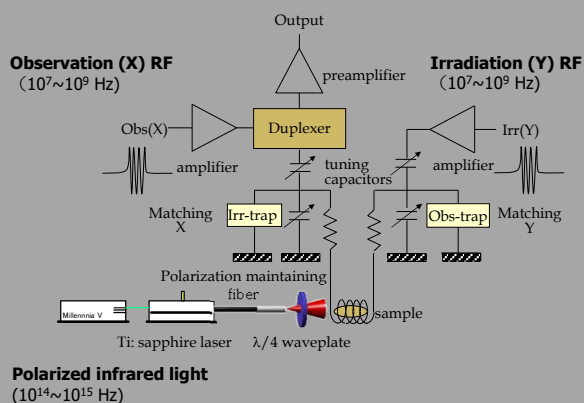 Output
Observation (X) RF
(10⁷~10⁹ Hz)
preamplifier
Irradiation (Y) RF
(10⁷~10⁹ Hz)
Obs(X)
Duplexer
Irr(Y)
amplifier
tuning
capacitors
amplifier
Matching
X
Irr-trap
Obs-trap
Matching
Y
Polarization maintaining
fiber
Millennnia V
sample
Ti: sapphire laser
λ/4 waveplate
Polarized infrared light
(10¹⁴~10¹⁵ Hz)